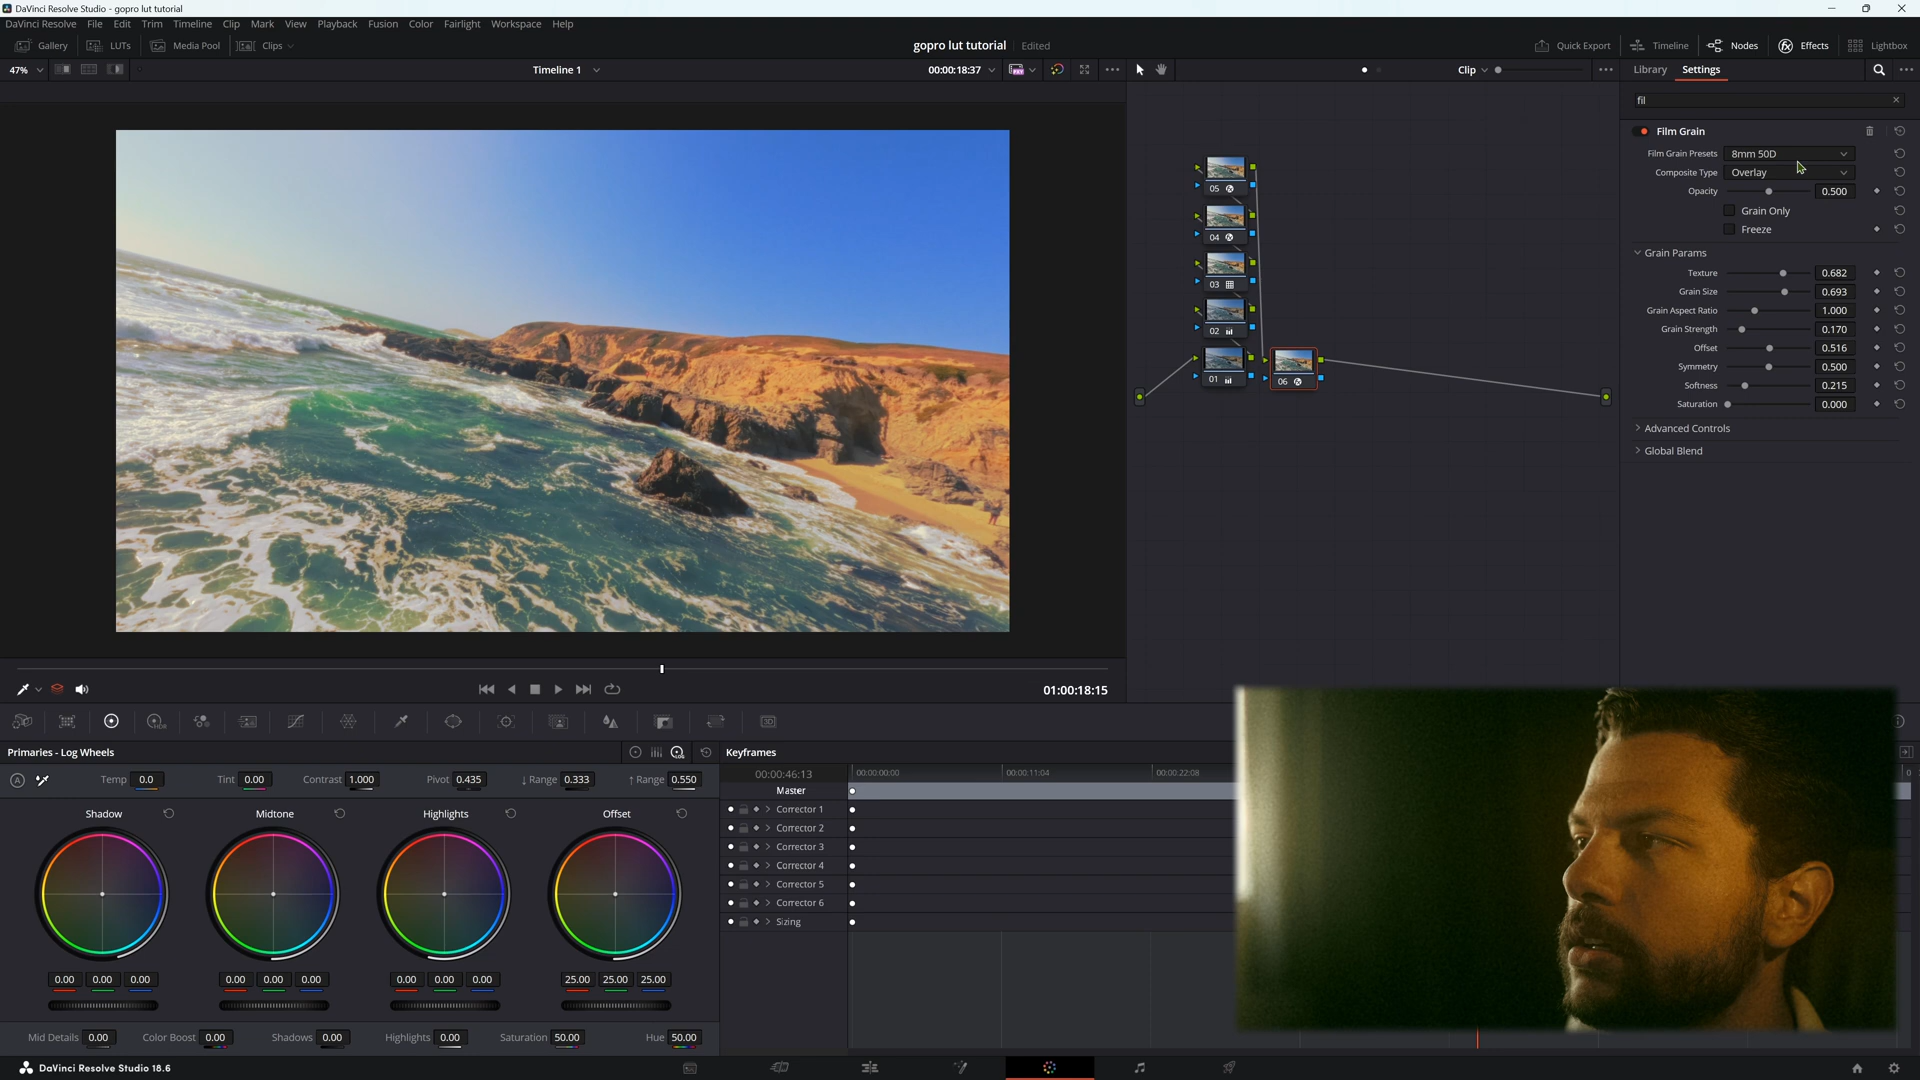 DaVinci Resolve Studio - gopro lut tutorial
DaVinci Resolve File Edit Trim Timeline Clip Mark View Playback Fusion Color Fairlight Workspace Help
Gallery LUTs Media Pool Clips gopro lut tutorial Edited Quick Export Timeline Nodes Effects Lightbox
47% Timeline 1 00:00:18:37 Clip Library Settings
fil
Film Grain
Film Grain Presets 8mm 50D
Composite Type Overlay
Opacity 0.500
Grain Only
Freeze
Grain Params
Texture 0.682
Grain Size 0.693
Grain Aspect Ratio 1.000
Grain Strength 0.170
Offset 0.516
Symmetry 0.500
Softness 0.215
Saturation 0.000
Advanced Controls
Global Blend
05
04
03
02
01 06
01:00:18:15
Primaries - Log Wheels
Temp 0.0 Tint 0.00 Contrast 1.000 Pivot 0.435 ↓ Range 0.333 ↑ Range 0.550
Shadow Midtone Highlights Offset
0.00 0.00 0.00 0.00 0.00 0.00 0.00 0.00 0.00 25.00 25.00 25.00
Mid Details 0.00 Color Boost 0.00 Shadows 0.00 Highlights 0.00 Saturation 50.00 Hue 50.00
Keyframes
00:00:46:13 00:00:00:00 00:00:11:04 00:00:22:08
Master
Corrector 1
Corrector 2
Corrector 3
Corrector 4
Corrector 5
Corrector 6
Sizing
DaVinci Resolve Studio 18.6